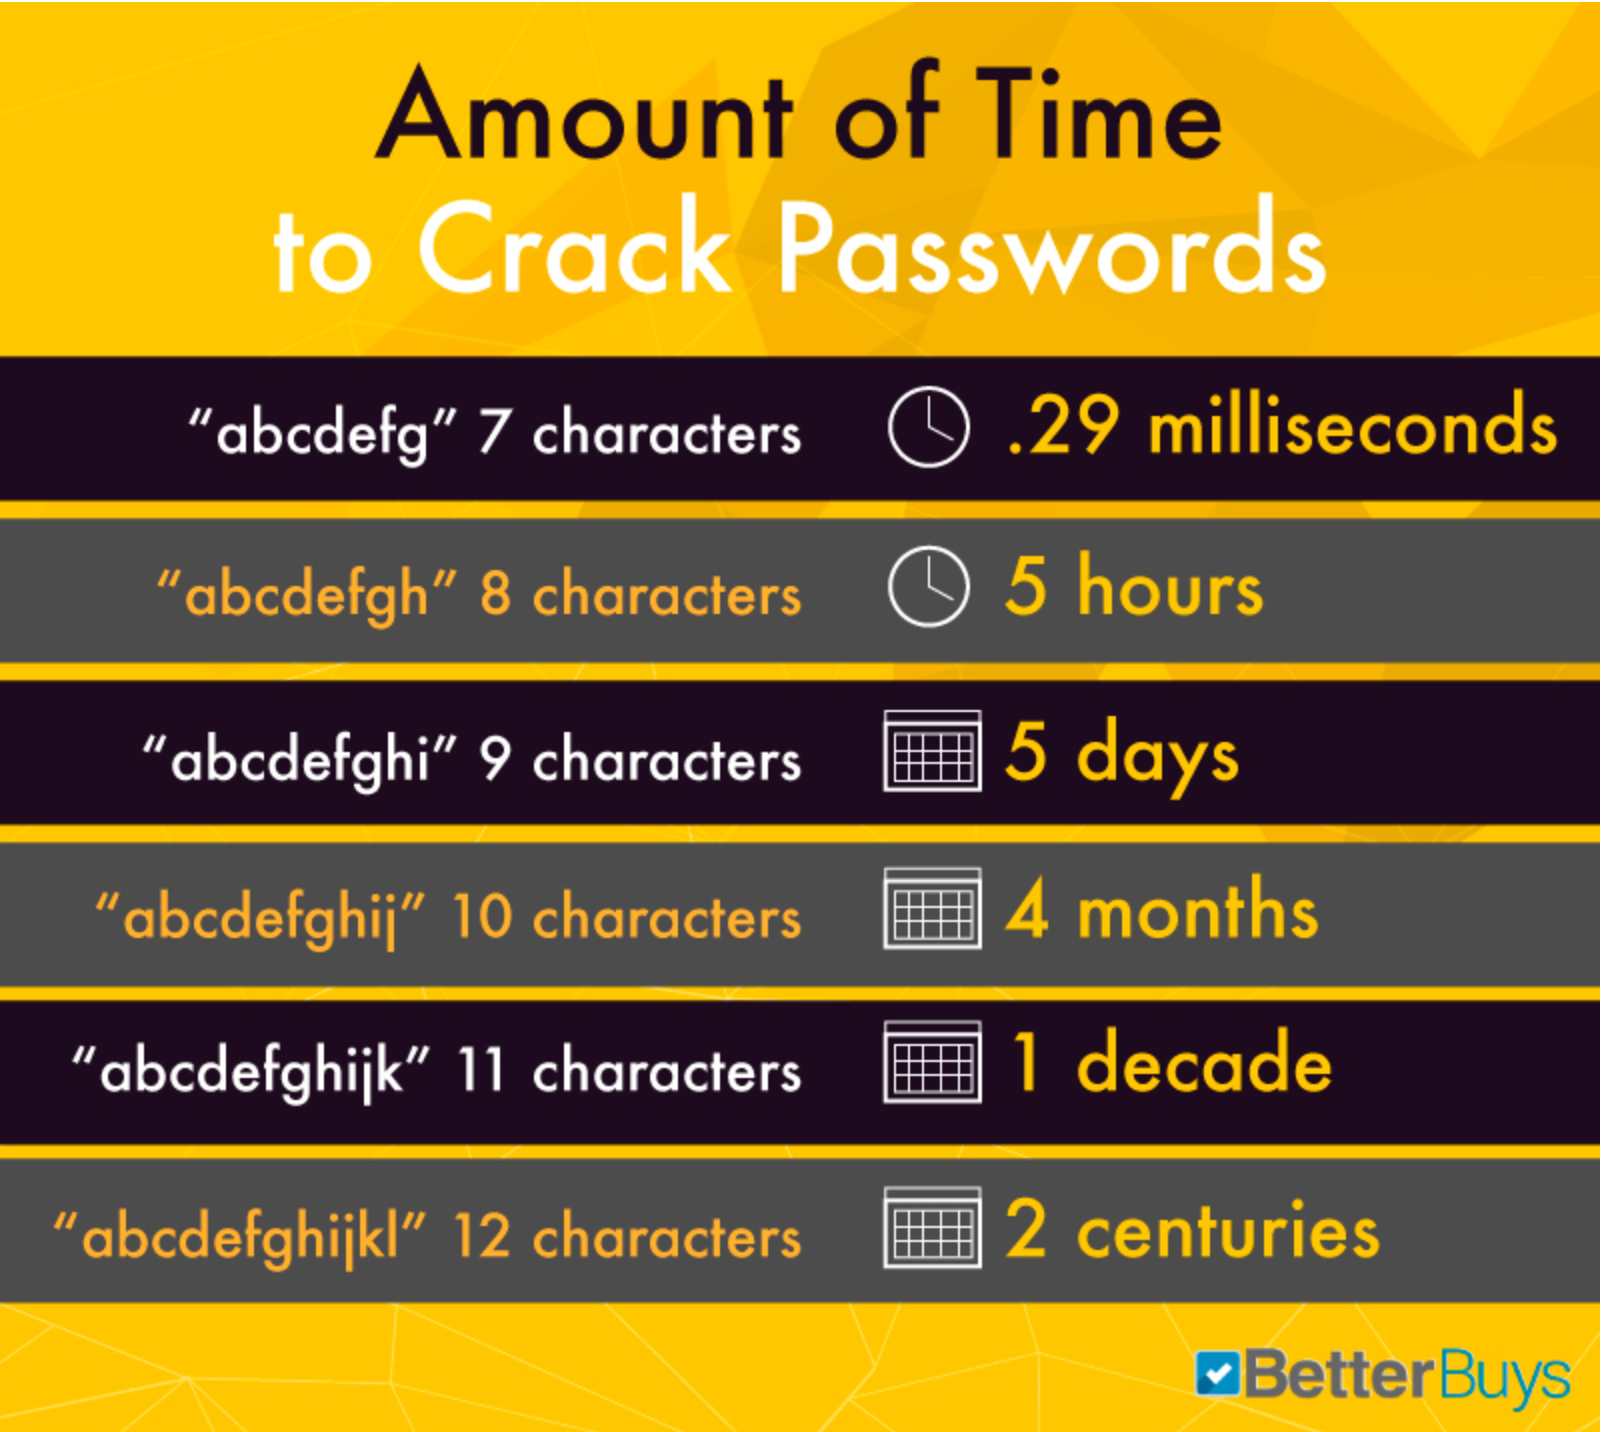 Amount of Time
to Crack Passwords
“abcdefg” 7 characters .29 milliseconds
“abcdefgh” 8 characters 5 hours
“abcdefghi” 9 characters 5 days
“abcdefghij” 10 characters 4 months
“abcdefghijk” 11 characters 1 decade
“abcdefghijkl” 12 characters 2 centuries
BetterBuys